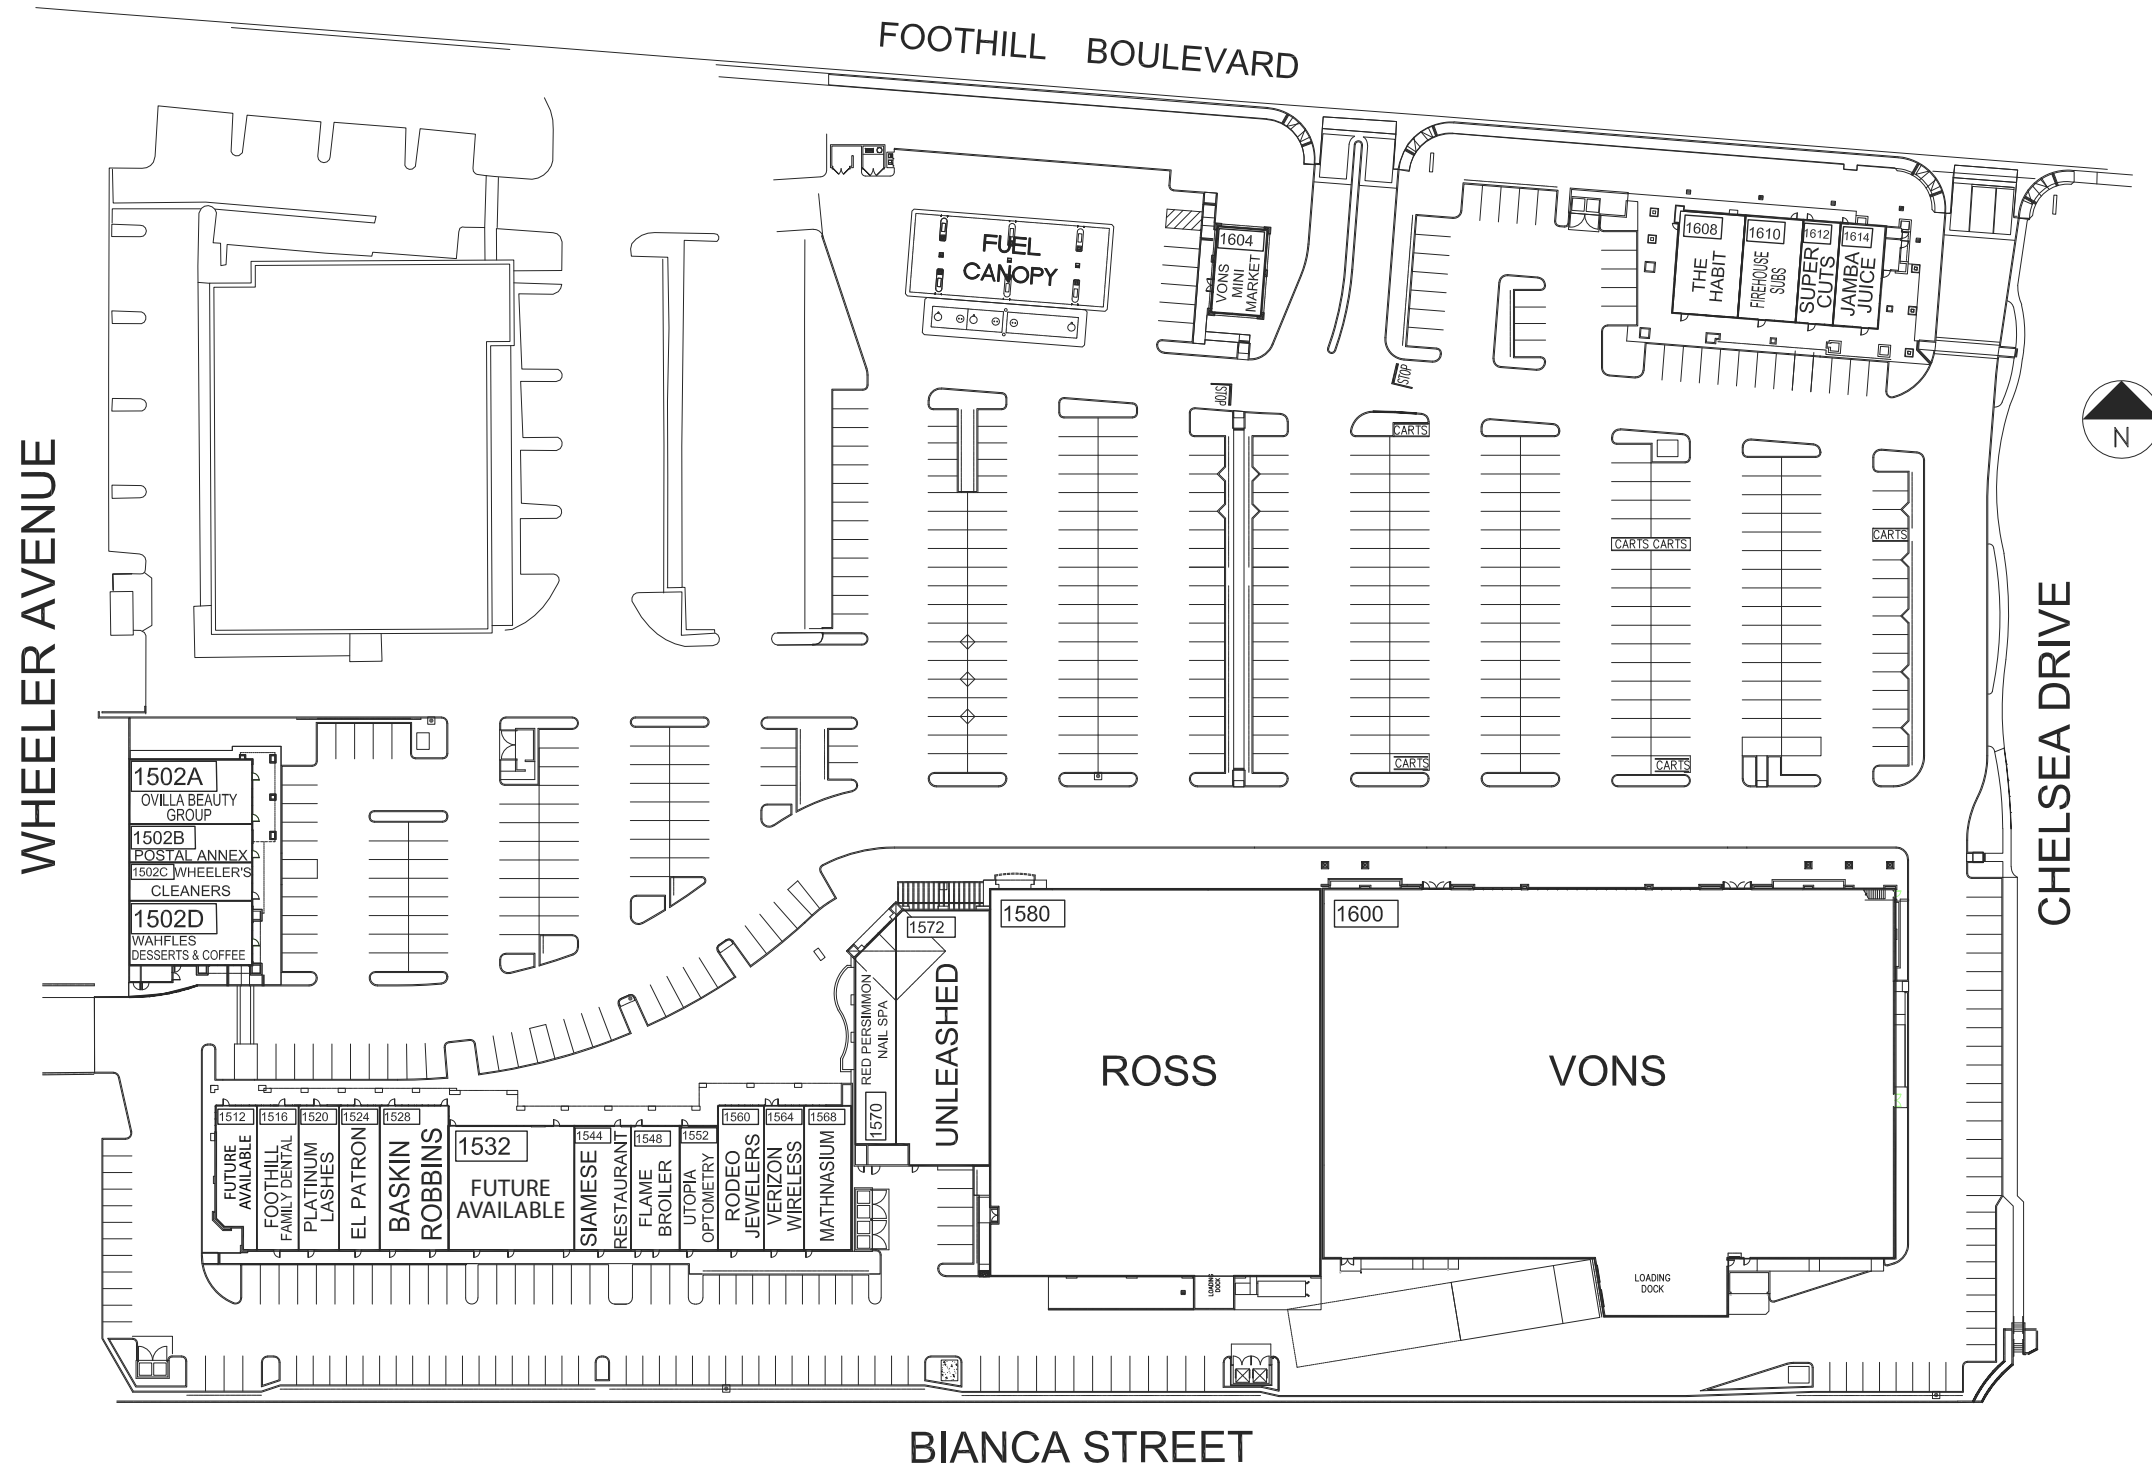 FOOTHILL BOULEVARD
WHEELER AVENUE
CHELSEA DRIVE
BIANCA STREET
N
FUEL
CANOPY
1604
VONS
MINI
MARKET
STOP
STOP
1608
THE
HABIT
1610
FIREHOUSE
SUBS
1612
SUPER
CUTS
1614
JAMBA
JUICE
CARTS
CARTS CARTS
CARTS
CARTS
CARTS
1502A
OVILLA BEAUTY
GROUP
1502B
POSTAL ANNEX
1502C WHEELER'S
CLEANERS
1502D
WAHFLES
DESSERTS & COFFEE
1512
FUTURE
AVAILABLE
1516
FOOTHILL
FAMILY DENTAL
1520
PLATINUM
LASHES
1524
EL PATRON
1528
BASKIN
ROBBINS
1532
FUTURE
AVAILABLE
1544
SIAMESE
RESTAURANT
1548
FLAME
BROILER
1552
UTOPIA
OPTOMETRY
1560
RODEO
JEWELERS
1564
VERIZON
WIRELESS
1568
MATHNASIUM
1570
RED PERSIMMON
NAIL SPA
1572
UNLEASHED
1580
ROSS
LOADING
DOCK
1600
VONS
LOADING
DOCK